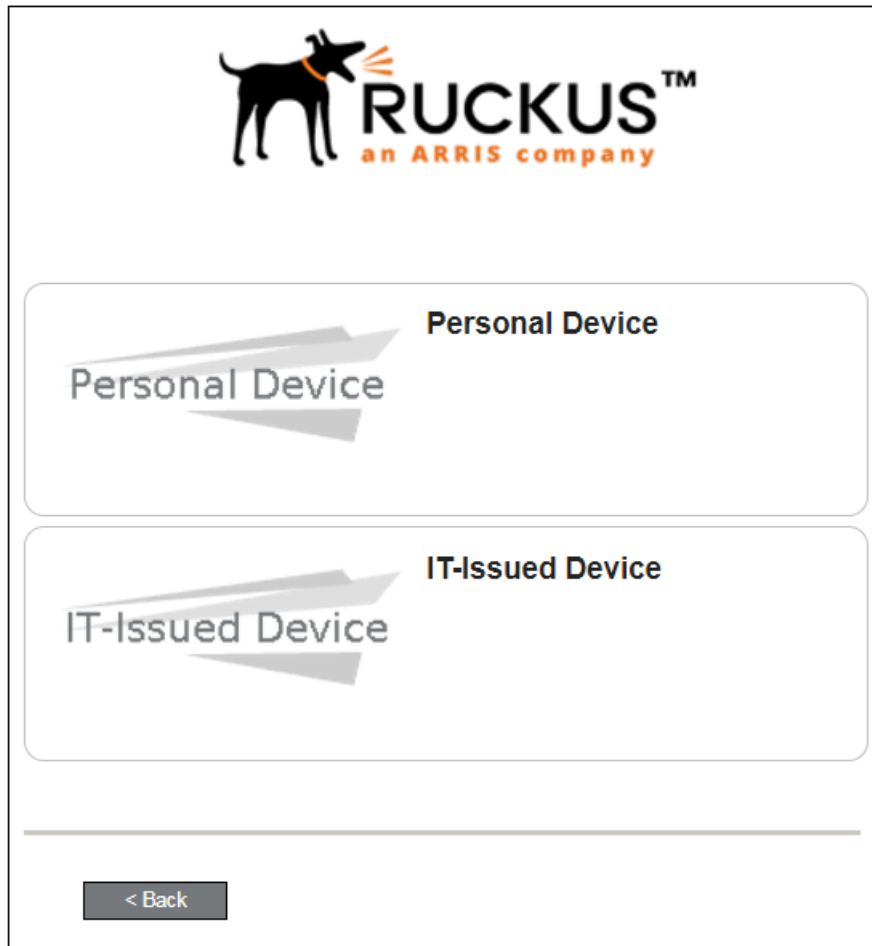 RUCKUS™
an ARRIS company
Personal Device
Personal Device
IT-Issued Device
IT-Issued Device
< Back